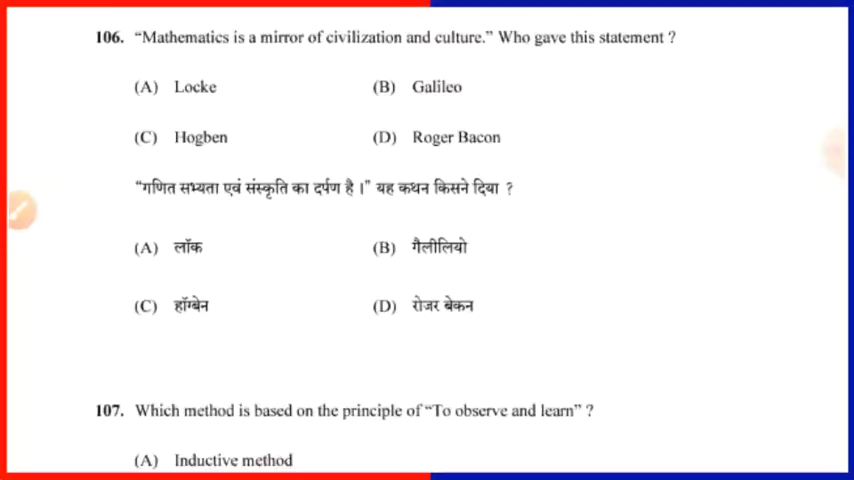 106. “Mathematics is a mirror of civilization and culture.” Who gave this statement ?
(A) Locke (B) Galileo
(C) Hogben (D) Roger Bacon
“गणित सभ्यता एवं संस्कृति का दर्पण है ।” यह कथन किसने दिया ?
(A) लॉक (B) गैलीलियो
(C) हॉग्बेन (D) रोजर बेकन
107. Which method is based on the principle of “To observe and learn” ?
(A) Inductive method